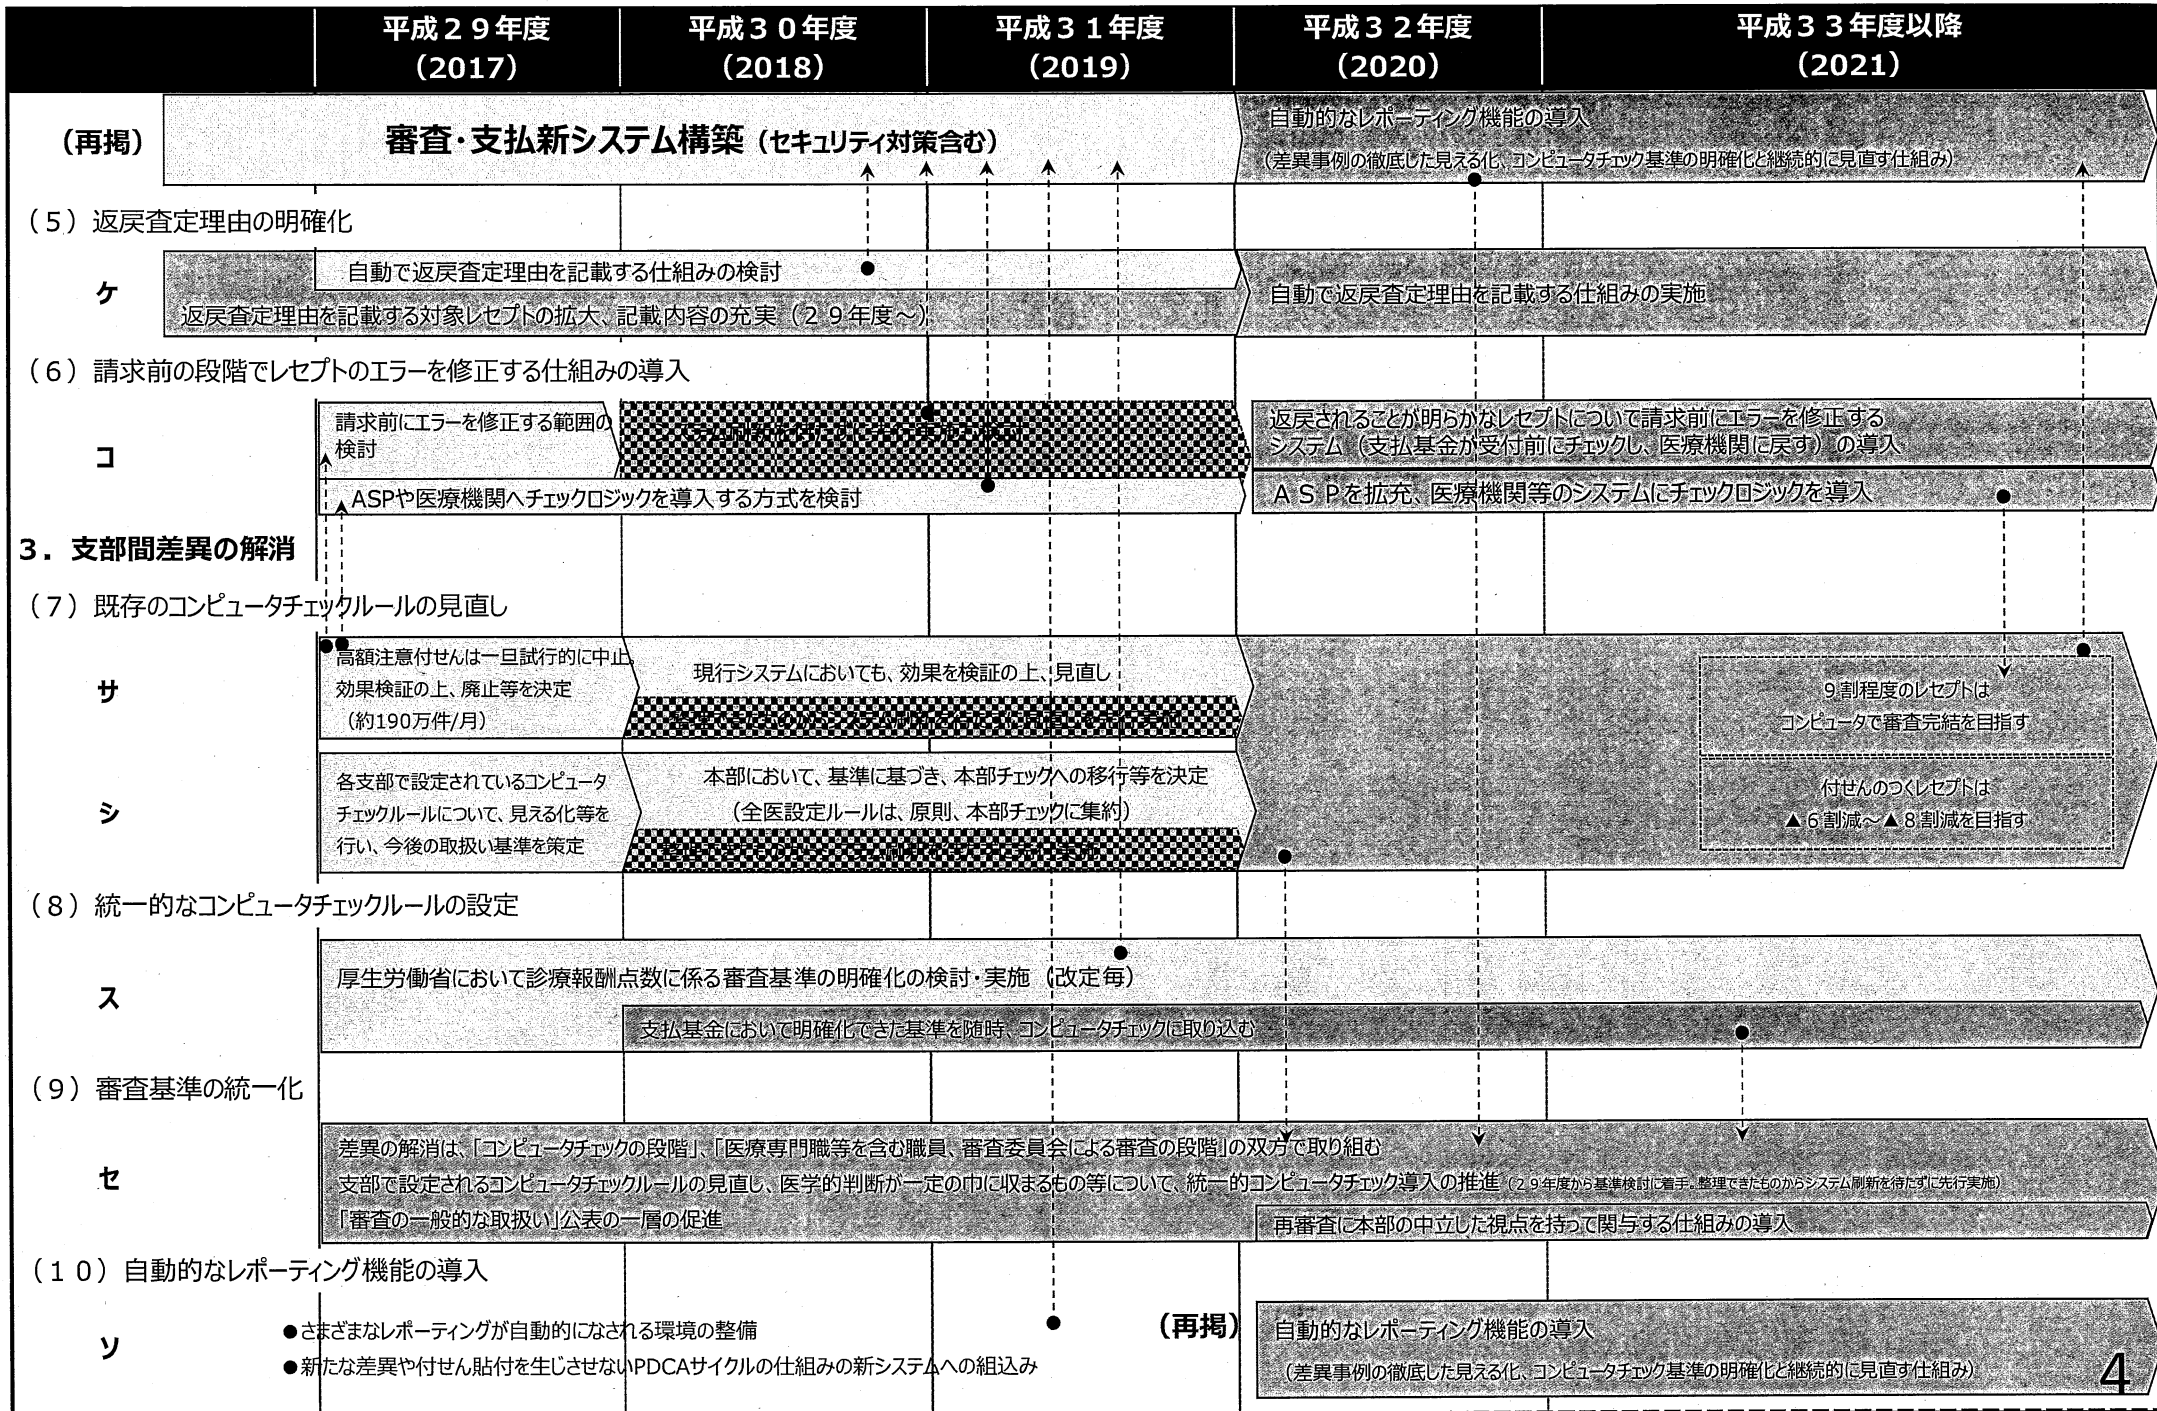 平成２９年度
（2017）
平成３０年度
（2018）
平成３１年度
（2019）
平成３２年度
（2020）
平成３３年度以降
（2021）
（再掲）
審査・支払新システム構築（セキュリティ対策含む）
自動的なレポーティング機能の導入
（差異事例の徹底した見える化、コンピュータチェック基準の明確化と継続的に見直す仕組み）
（５）返戻査定理由の明確化
ケ
自動で返戻査定理由を記載する仕組みの検討
返戻査定理由を記載する対象レセプトの拡大、記載内容の充実（２９年度～）
自動で返戻査定理由を記載する仕組みの実施
（６）請求前の段階でレセプトのエラーを修正する仕組みの導入
コ
請求前にエラーを修正する範囲の
検討
返戻されることが明らかなレセプトについて請求前にエラーを修正する
システム（支払基金が受付前にチェックし、医療機関に戻す）の導入
ASPや医療機関へチェックロジックを導入する方式を検討
ＡＳＰを拡充、医療機関等のシステムにチェックロジックを導入
３．支部間差異の解消
（７）既存のコンピュータチェックルールの見直し
サ
高額注意付せんは一旦試行的に中止。
効果検証の上、廃止等を決定
（約190万件/月）
現行システムにおいても、効果を検証の上、見直し
９割程度のレセプトは
コンピュータで審査完結を目指す
シ
各支部で設定されているコンピュータ
チェックルールについて、見える化等を
行い、今後の取扱い基準を策定
本部において、基準に基づき、本部チェックへの移行等を決定
（全医設定ルールは、原則、本部チェックに集約）
付せんのつくレセプトは
▲６割減～▲８割減を目指す
（８）統一的なコンピュータチェックルールの設定
ス
厚生労働省において診療報酬点数に係る審査基準の明確化の検討・実施（改定毎）
支払基金において明確化できた基準を随時、コンピュータチェックに取り込む
（９）審査基準の統一化
セ
差異の解消は、「コンピュータチェックの段階」、「医療専門職等を含む職員、審査委員会による審査の段階」の双方で取り組む
支部で設定されるコンピュータチェックルールの見直し、医学的判断が一定の巾に収まるもの等について、統一的コンピュータチェック導入の推進（２９年度から基準検討に着手。整理できたものからシステム刷新を待たずに先行実施）
「審査の一般的な取扱い」公表の一層の促進
再審査に本部の中立した視点を持って関与する仕組みの導入
（１０）自動的なレポーティング機能の導入
ソ
●さまざまなレポーティングが自動的になされる環境の整備
●新たな差異や付せん貼付を生じさせないPDCAサイクルの仕組みの新システムへの組込み
（再掲）
自動的なレポーティング機能の導入
（差異事例の徹底した見える化、コンピュータチェック基準の明確化と継続的に見直す仕組み）
4